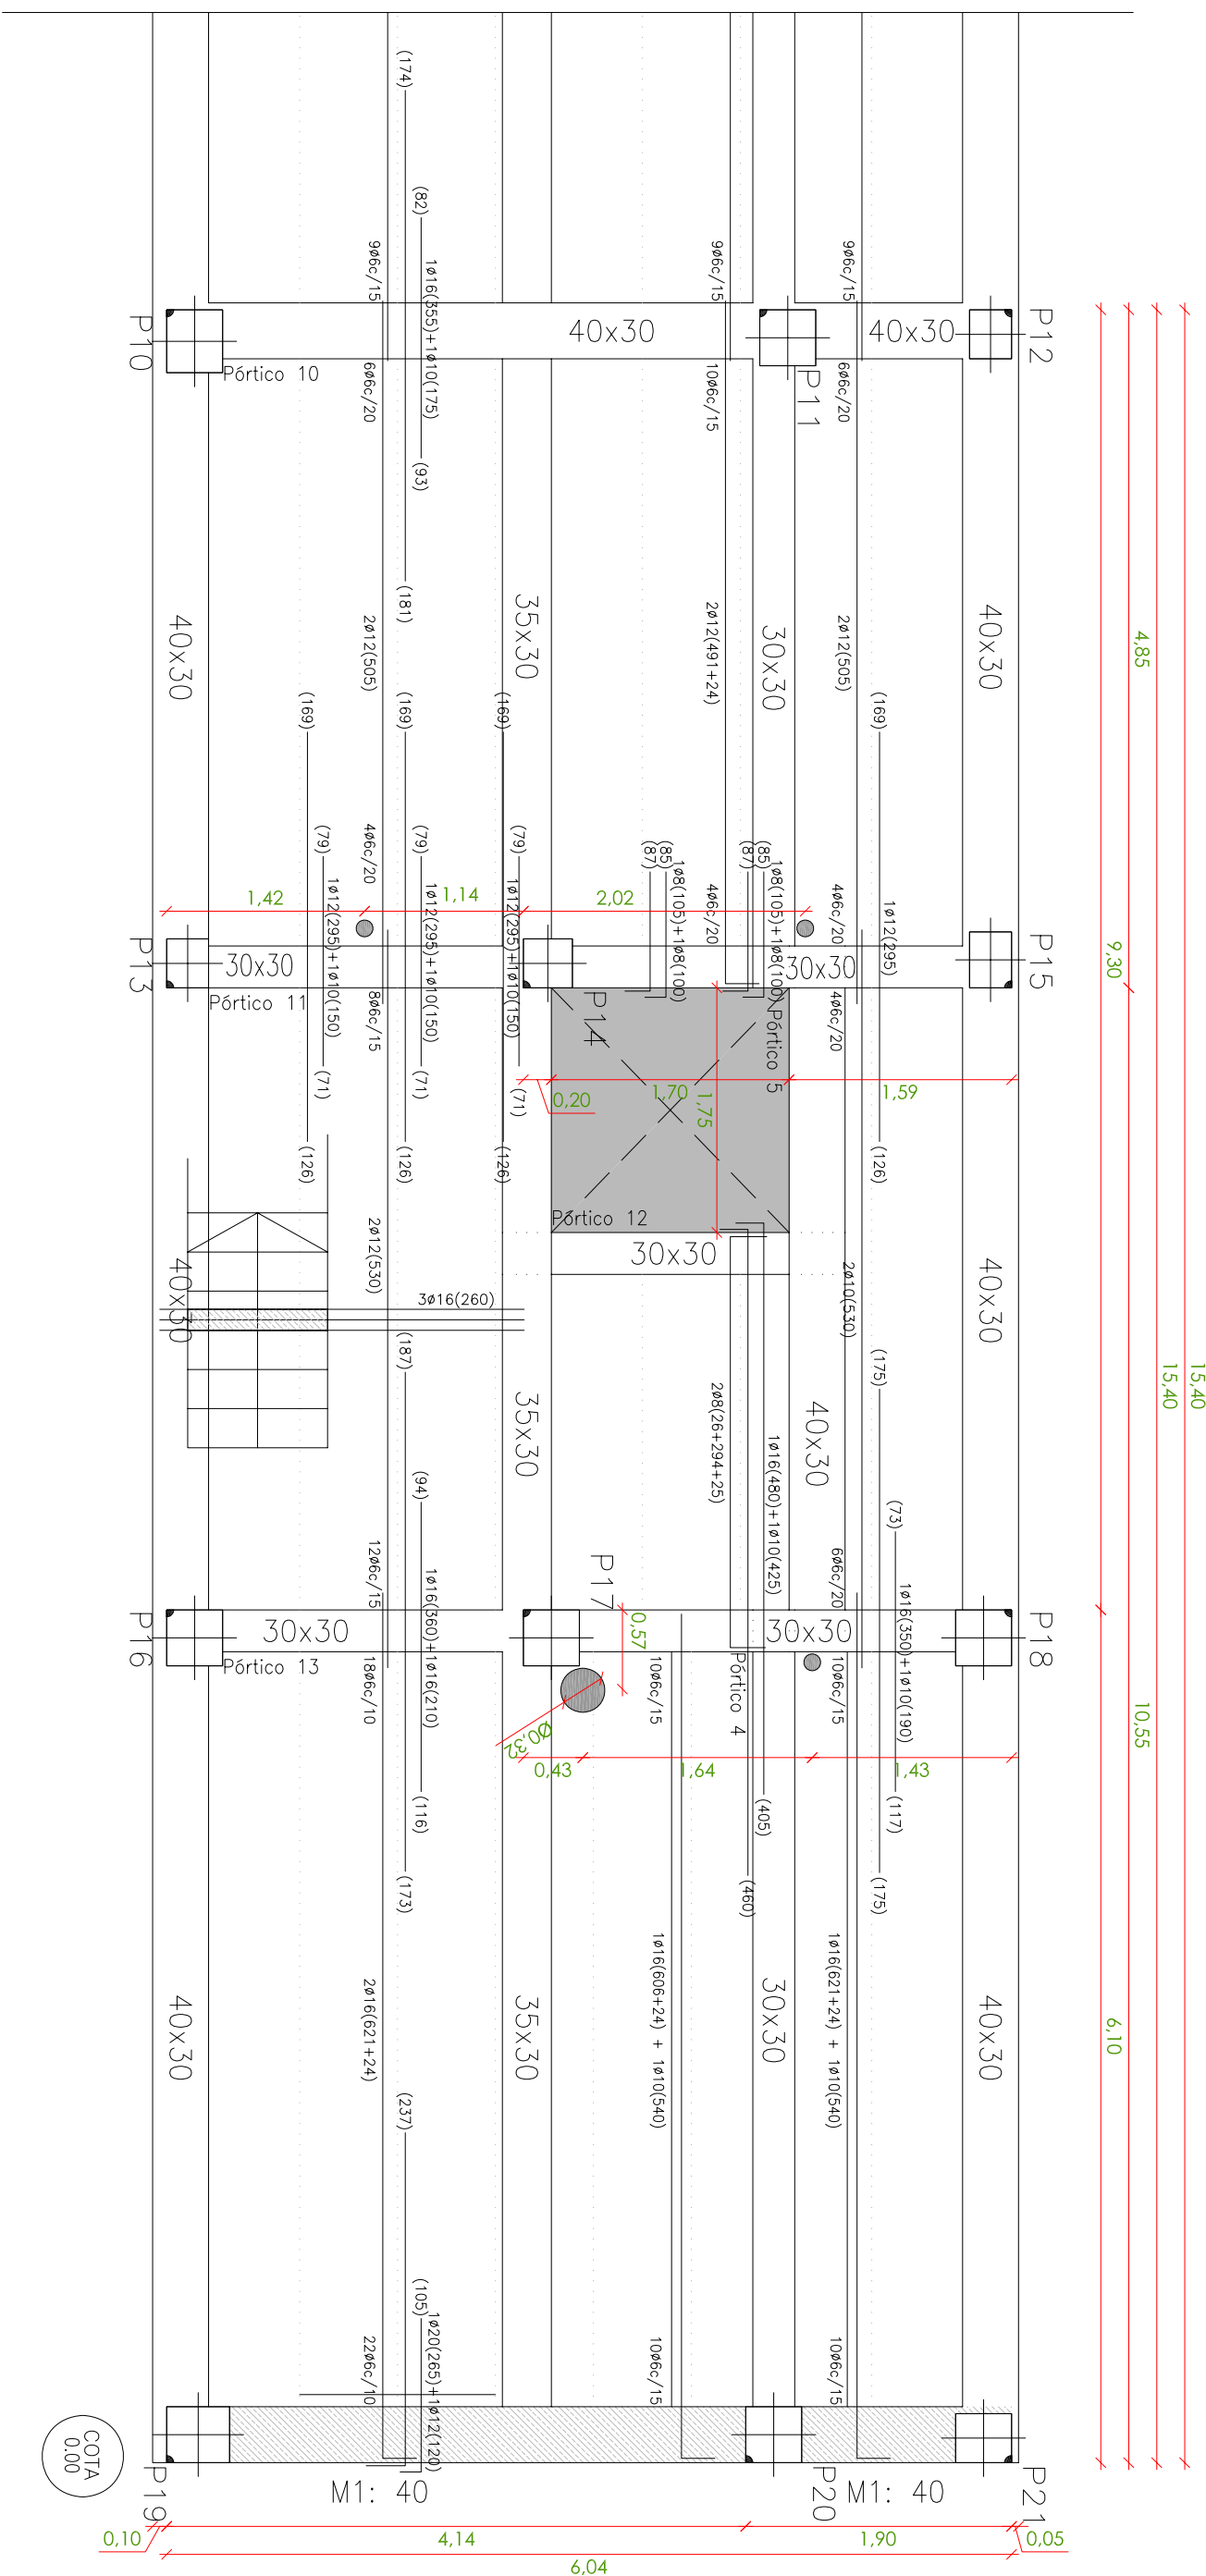 (174)
(82)
9ø6c/15
1ø16(355)+1ø10(175)
9ø6c/15
9ø6c/15
P10
40x30
40x30
P12
Pórtico 10
6ø6c/20
10ø6c/15
P11
6ø6c/20
(93)
(181)
40x30
2ø12(505)
35x30
2ø12(491+24)
30x30
2ø12(505)
40x30
4,85
(169)
(169)
(169)
(169)
(79)
4ø6c/20
(79)
(79)
(87)
(85)
(87)
(85)
1ø8(105)+1ø8(100)
1ø8(105)+1ø8(100)
4ø6c/20
4ø6c/20
1ø12(295)
1,42
1,14
2,02
1ø12(295)+1ø10(150)
1ø12(295)+1ø10(150)
1ø12(295)+1ø10(150)
P13
30x30
30x30
P15
9,30
Pórtico 11
8ø6c/15
P14
Pórtico 5
4ø6c/20
(71)
(71)
(71)
0,20
1,70
1,75
1,59
(126)
(126)
(126)
(126)
Pórtico 12
30x30
40x30
2ø12(530)
3ø16(260)
2ø10(530)
40x30
(187)
(175)
35x30
2ø8(26+294+25)
1ø16(480)+1ø10(425)
40x30
15,40
15,40
(94)
(73)
12ø6c/15
1ø16(360)+1ø16(210)
P17
6ø6c/20
1ø16(350)+1ø10(190)
P16
30x30
0,57
30x30
P18
Pórtico 13
18ø6c/10
10ø6c/15
Pórtico 4
10ø6c/15
10,55
Ø0,32
0,43
1,64
1,43
(116)
(405)
(117)
(173)
(460)
(175)
40x30
2ø16(621+24)
35x30
1ø16(606+24) + 1ø10(540)
30x30
1ø16(621+24) + 1ø10(540)
40x30
6,10
(237)
(105)
22ø6c/10
1ø20(265)+1ø12(120)
10ø6c/15
10ø6c/15
COTA
0.00
P19
M1: 40
P20
M1: 40
P21
0,10
4,14
1,90
0,05
6,04